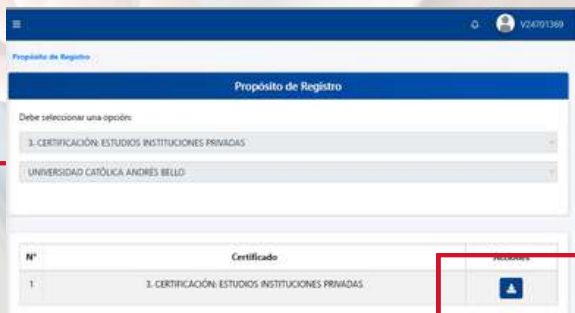 V24701369
Propósito de Registro
Propósito de Registro
Debe seleccionar una opción:
3. CERTIFICACIÓN: ESTUDIOS INSTITUCIONES PRIVADAS
UNIVERSIDAD CATÓLICA ANDRÉS BELLO
N° Certificado Acciones
1 3. CERTIFICACIÓN: ESTUDIOS INSTITUCIONES PRIVADAS